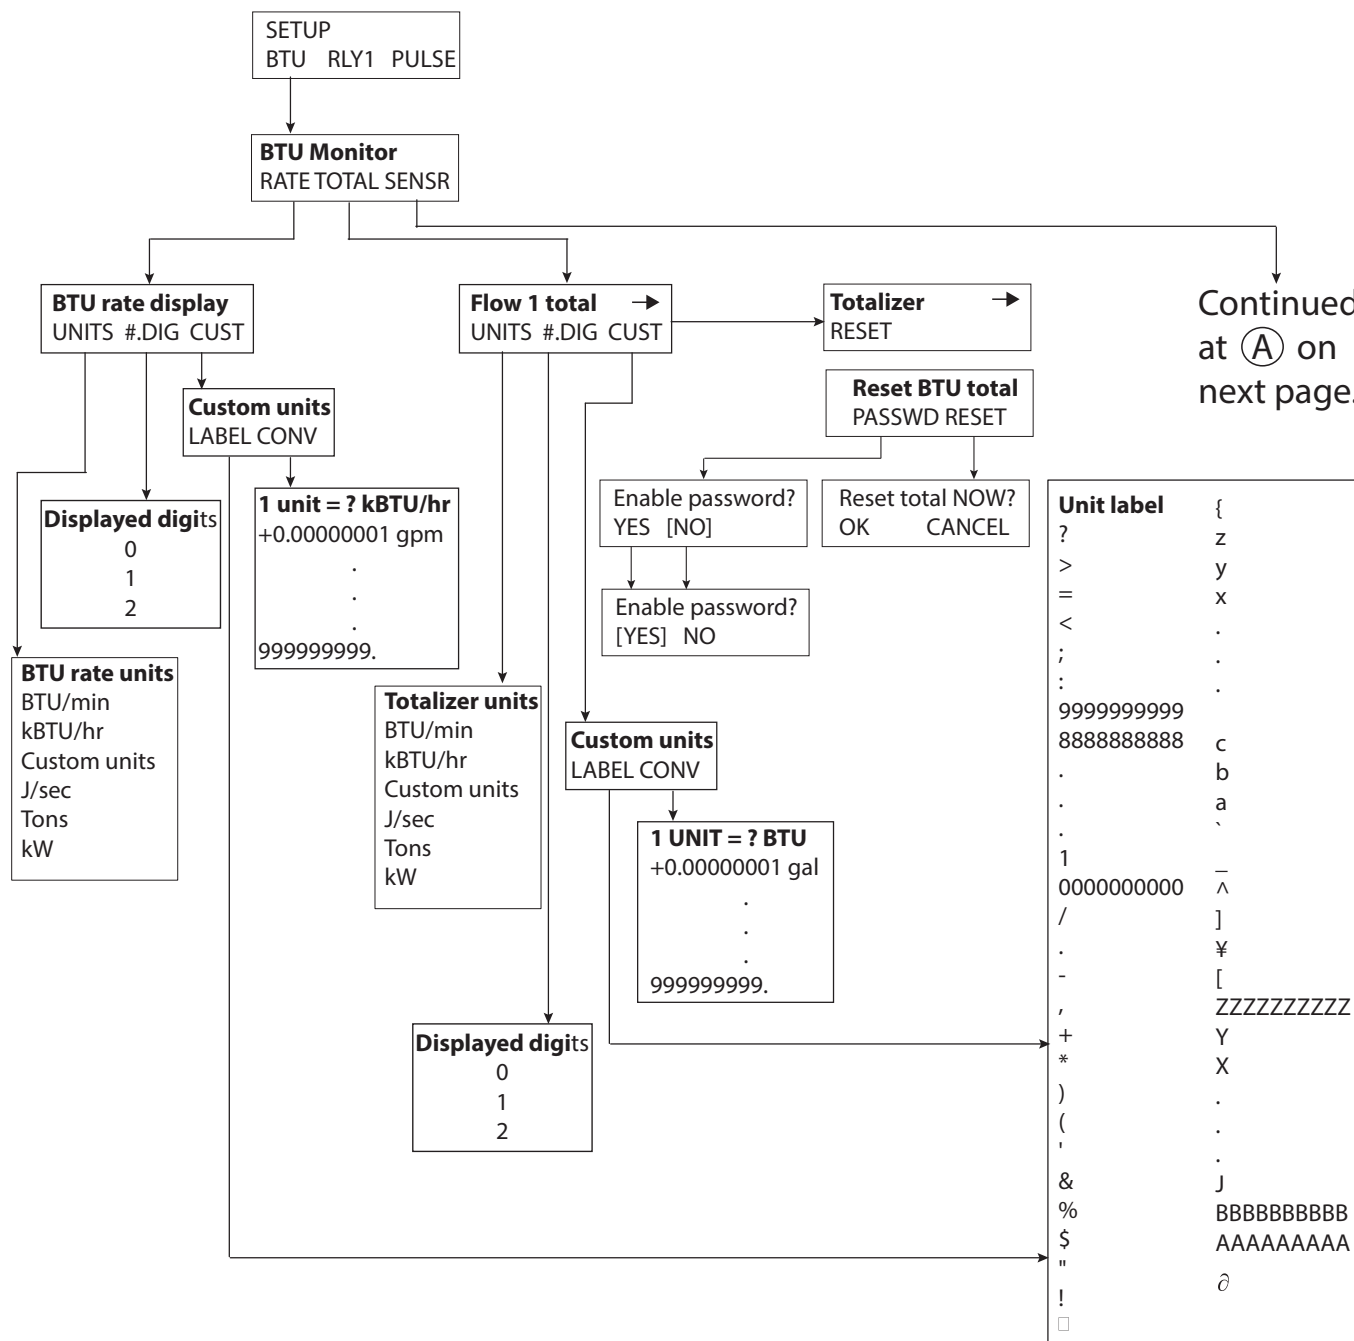 SETUP
BTU RLY1 PULSE
BTU Monitor
RATE TOTAL SENSR
BTU rate display
UNITS #.DIG CUST
Flow 1 total →
UNITS #.DIG CUST
Totalizer →
RESET
Continued
at Ⓐ on
next page.
Reset BTU total
PASSWD RESET
Custom units
LABEL CONV
Enable password?
YES [NO]
Reset total NOW?
OK CANCEL
Enable password?
[YES] NO
Displayed digits
0
1
2
1 unit = ? kBTU/hr
+0.00000001 gpm
.
.
.
999999999.
BTU rate units
BTU/min
kBTU/hr
Custom units
J/sec
Tons
kW
Totalizer units
BTU/min
kBTU/hr
Custom units
J/sec
Tons
kW
Custom units
LABEL CONV
1 UNIT = ? BTU
+0.00000001 gal
.
.
.
999999999.
Displayed digits
0
1
2
Unit label
?
>
=
<
;
:
9999999999
8888888888
.
.
.
1
0000000000
/
.
-
,
+
*
)
(
'
&
%
$
"
!
□
{
z
y
x
.
.
.
c
b
a
`
_
^
]
¥
[
ZZZZZZZZZZ
Y
X
.
.
.
J
BBBBBBBBBB
AAAAAAAAA
∂